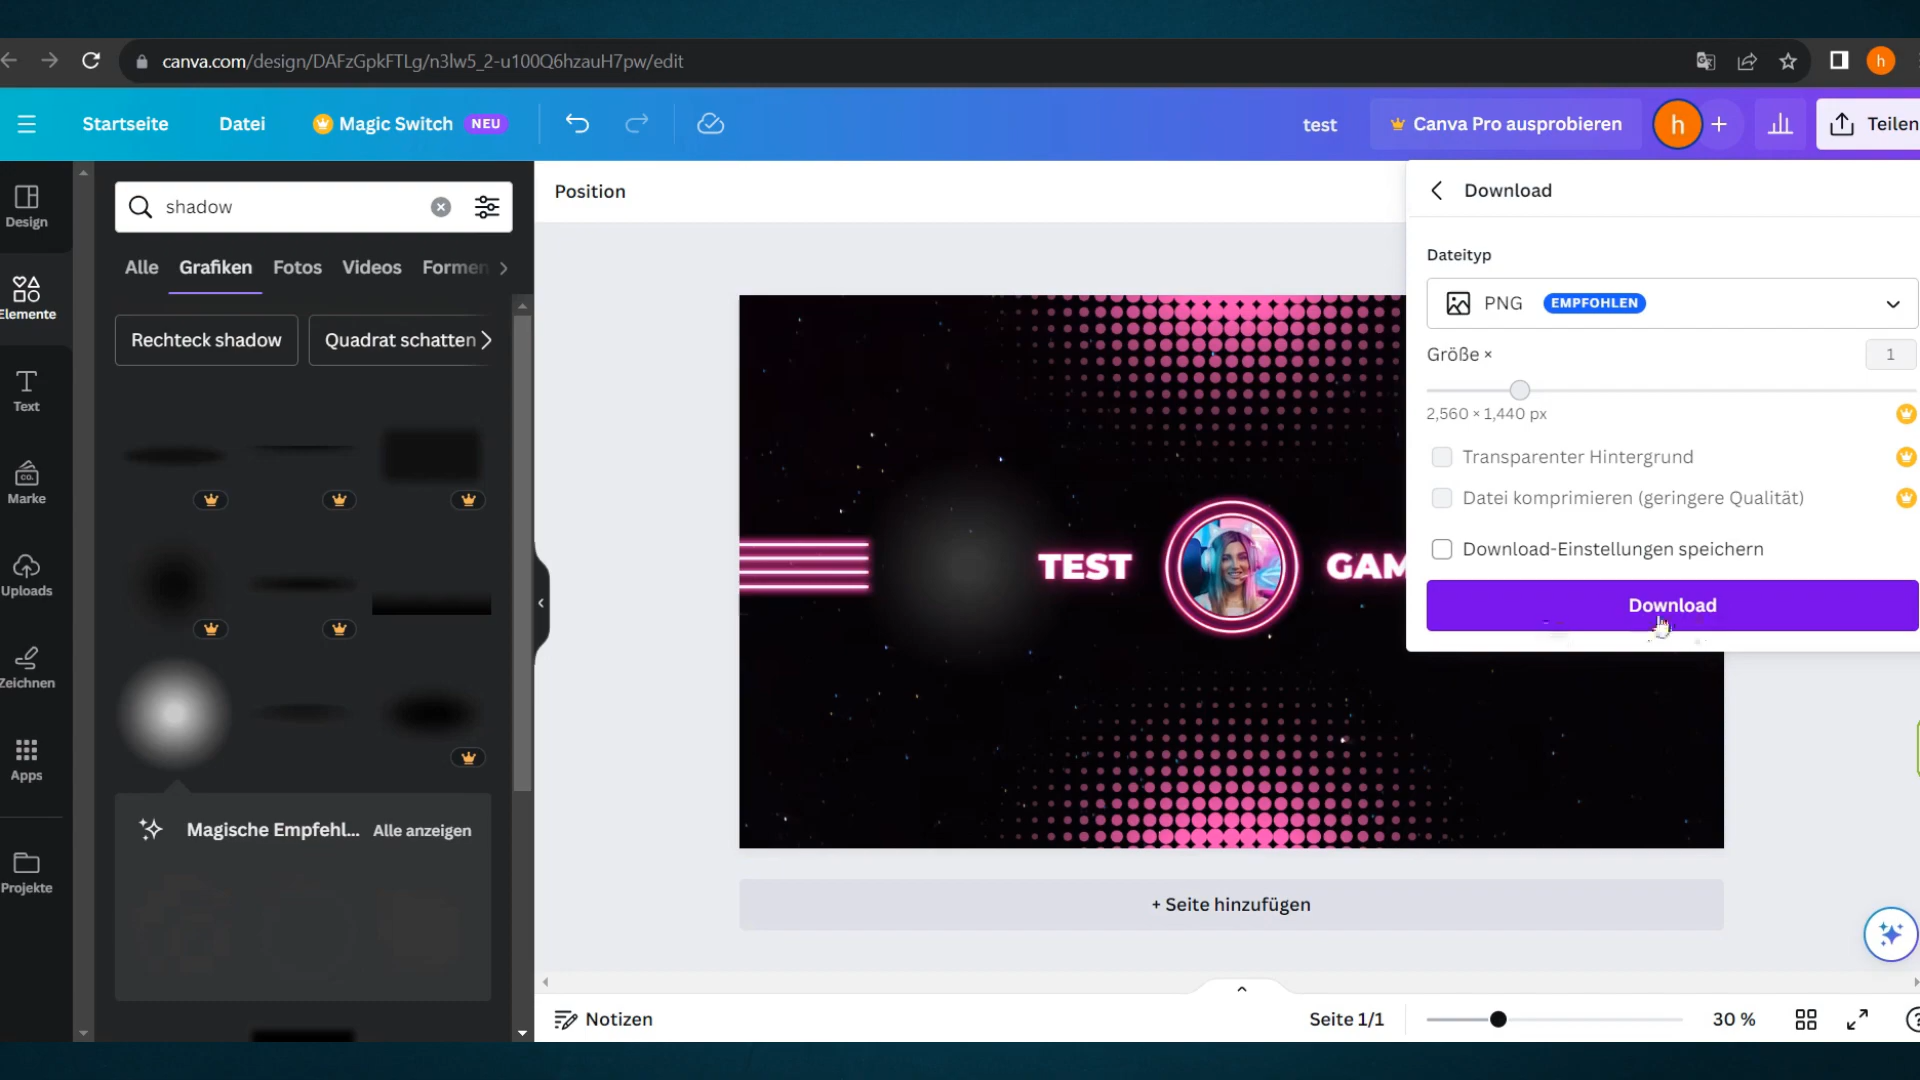 canva.com/design/DAFzGpkFTLg/n3lw5_2-u100Q6hzauH7pw/edit
h
Startseite
Datei
Magic Switch NEU
test
Canva Pro ausprobieren
h
+
Teilen
Design
Elemente
Text
CO.
Marke
Uploads
Zeichnen
Apps
Projekte
shadow
Alle Grafiken Fotos Videos Formen
Rechteck shadow
Quadrat schatten
Magische Empfehl... Alle anzeigen
Position
TEST
GAM
+ Seite hinzufügen
Download
Dateityp
PNG EMPFOHLEN
Größe ×
1
2,560 × 1,440 px
Transparenter Hintergrund
Datei komprimieren (geringere Qualität)
Download-Einstellungen speichern
Download
Notizen
Seite 1/1
30 %
?